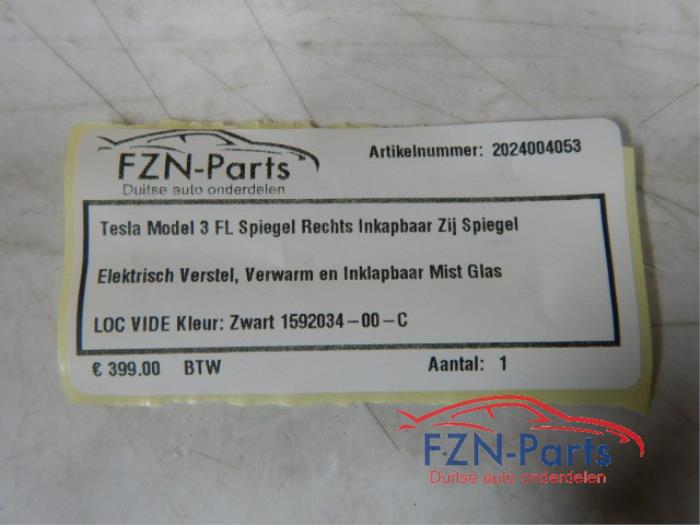 FZN-Parts
Duitse auto onderdelen
Artikelnummer: 2024004053
Tesla Model 3 FL Spiegel Rechts Inkapbaar Zij Spiegel
Elektrisch Verstel, Verwarm en Inklapbaar Mist Glas
LOC VIDE Kleur: Zwart 1592034-00-C
€ 399.00 BTW Aantal: 1
F-ZN-Parts
Duitse auto onderdelen